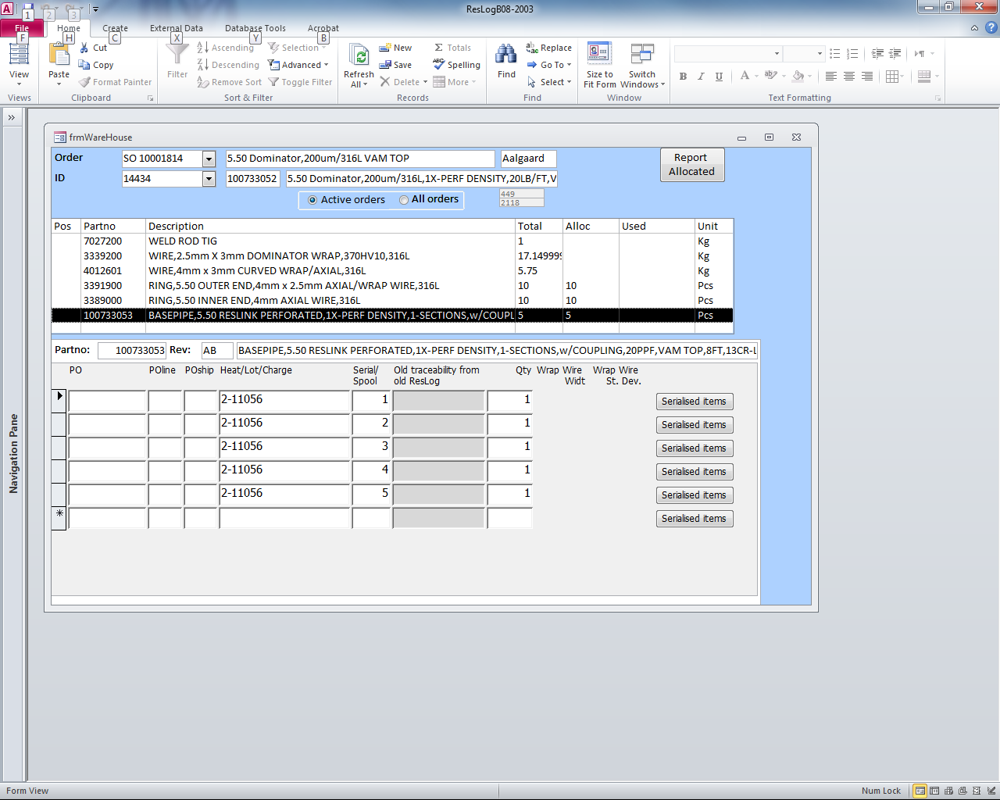 ResLogB08-2003
1 2 3
File Home Create External Data Database Tools Acrobat
F H C X Y B
View
Views
Paste
Cut
Copy
Format Painter
Clipboard
Filter
Ascending
Descending
Remove Sort
Selection
Advanced
Toggle Filter
Sort & Filter
Refresh
All
New
Save
Delete
Totals
Spelling
More
Records
Find
Replace
Go To
Select
Find
Size to
Fit Form
Switch
Windows
Window
B I U A
Text Formatting
Navigation Pane
frmWareHouse
Order SO 10001814 5.50 Dominator,200um/316L VAM TOP Aalgaard
Report
Allocated
ID 14434 100733052 5.50 Dominator,200um/316L,1X-PERF DENSITY,20LB/FT,V
Active orders All orders
449
2118
Pos Partno Description Total Alloc Used Unit
7027200 WELD ROD TIG 1 Kg
3339200 WIRE,2.5mm X 3mm DOMINATOR WRAP,370HV10,316L 17.149999 Kg
4012601 WIRE,4mm x 3mm CURVED WRAP/AXIAL,316L 5.75 Kg
3391900 RING,5.50 OUTER END,4mm x 2.5mm AXIAL/WRAP WIRE,316L 10 10 Pcs
3389000 RING,5.50 INNER END,4mm AXIAL WIRE,316L 10 10 Pcs
100733053 BASEPIPE,5.50 RESLINK PERFORATED,1X-PERF DENSITY,1-SECTIONS,w/COUPL 5 5 Pcs
Partno: 100733053 Rev: AB BASEPIPE,5.50 RESLINK PERFORATED,1X-PERF DENSITY,1-SECTIONS,w/COUPLING,20PPF,VAM TOP,8FT,13CR-L
PO POline POship Heat/Lot/Charge Serial/ Old traceability from Qty Wrap Wire Wrap Wire
Spool old ResLog Widt St. Dev.
2-11056 1 1 Serialised items
2-11056 2 1 Serialised items
2-11056 3 1 Serialised items
2-11056 4 1 Serialised items
2-11056 5 1 Serialised items
Serialised items
Form View Num Lock